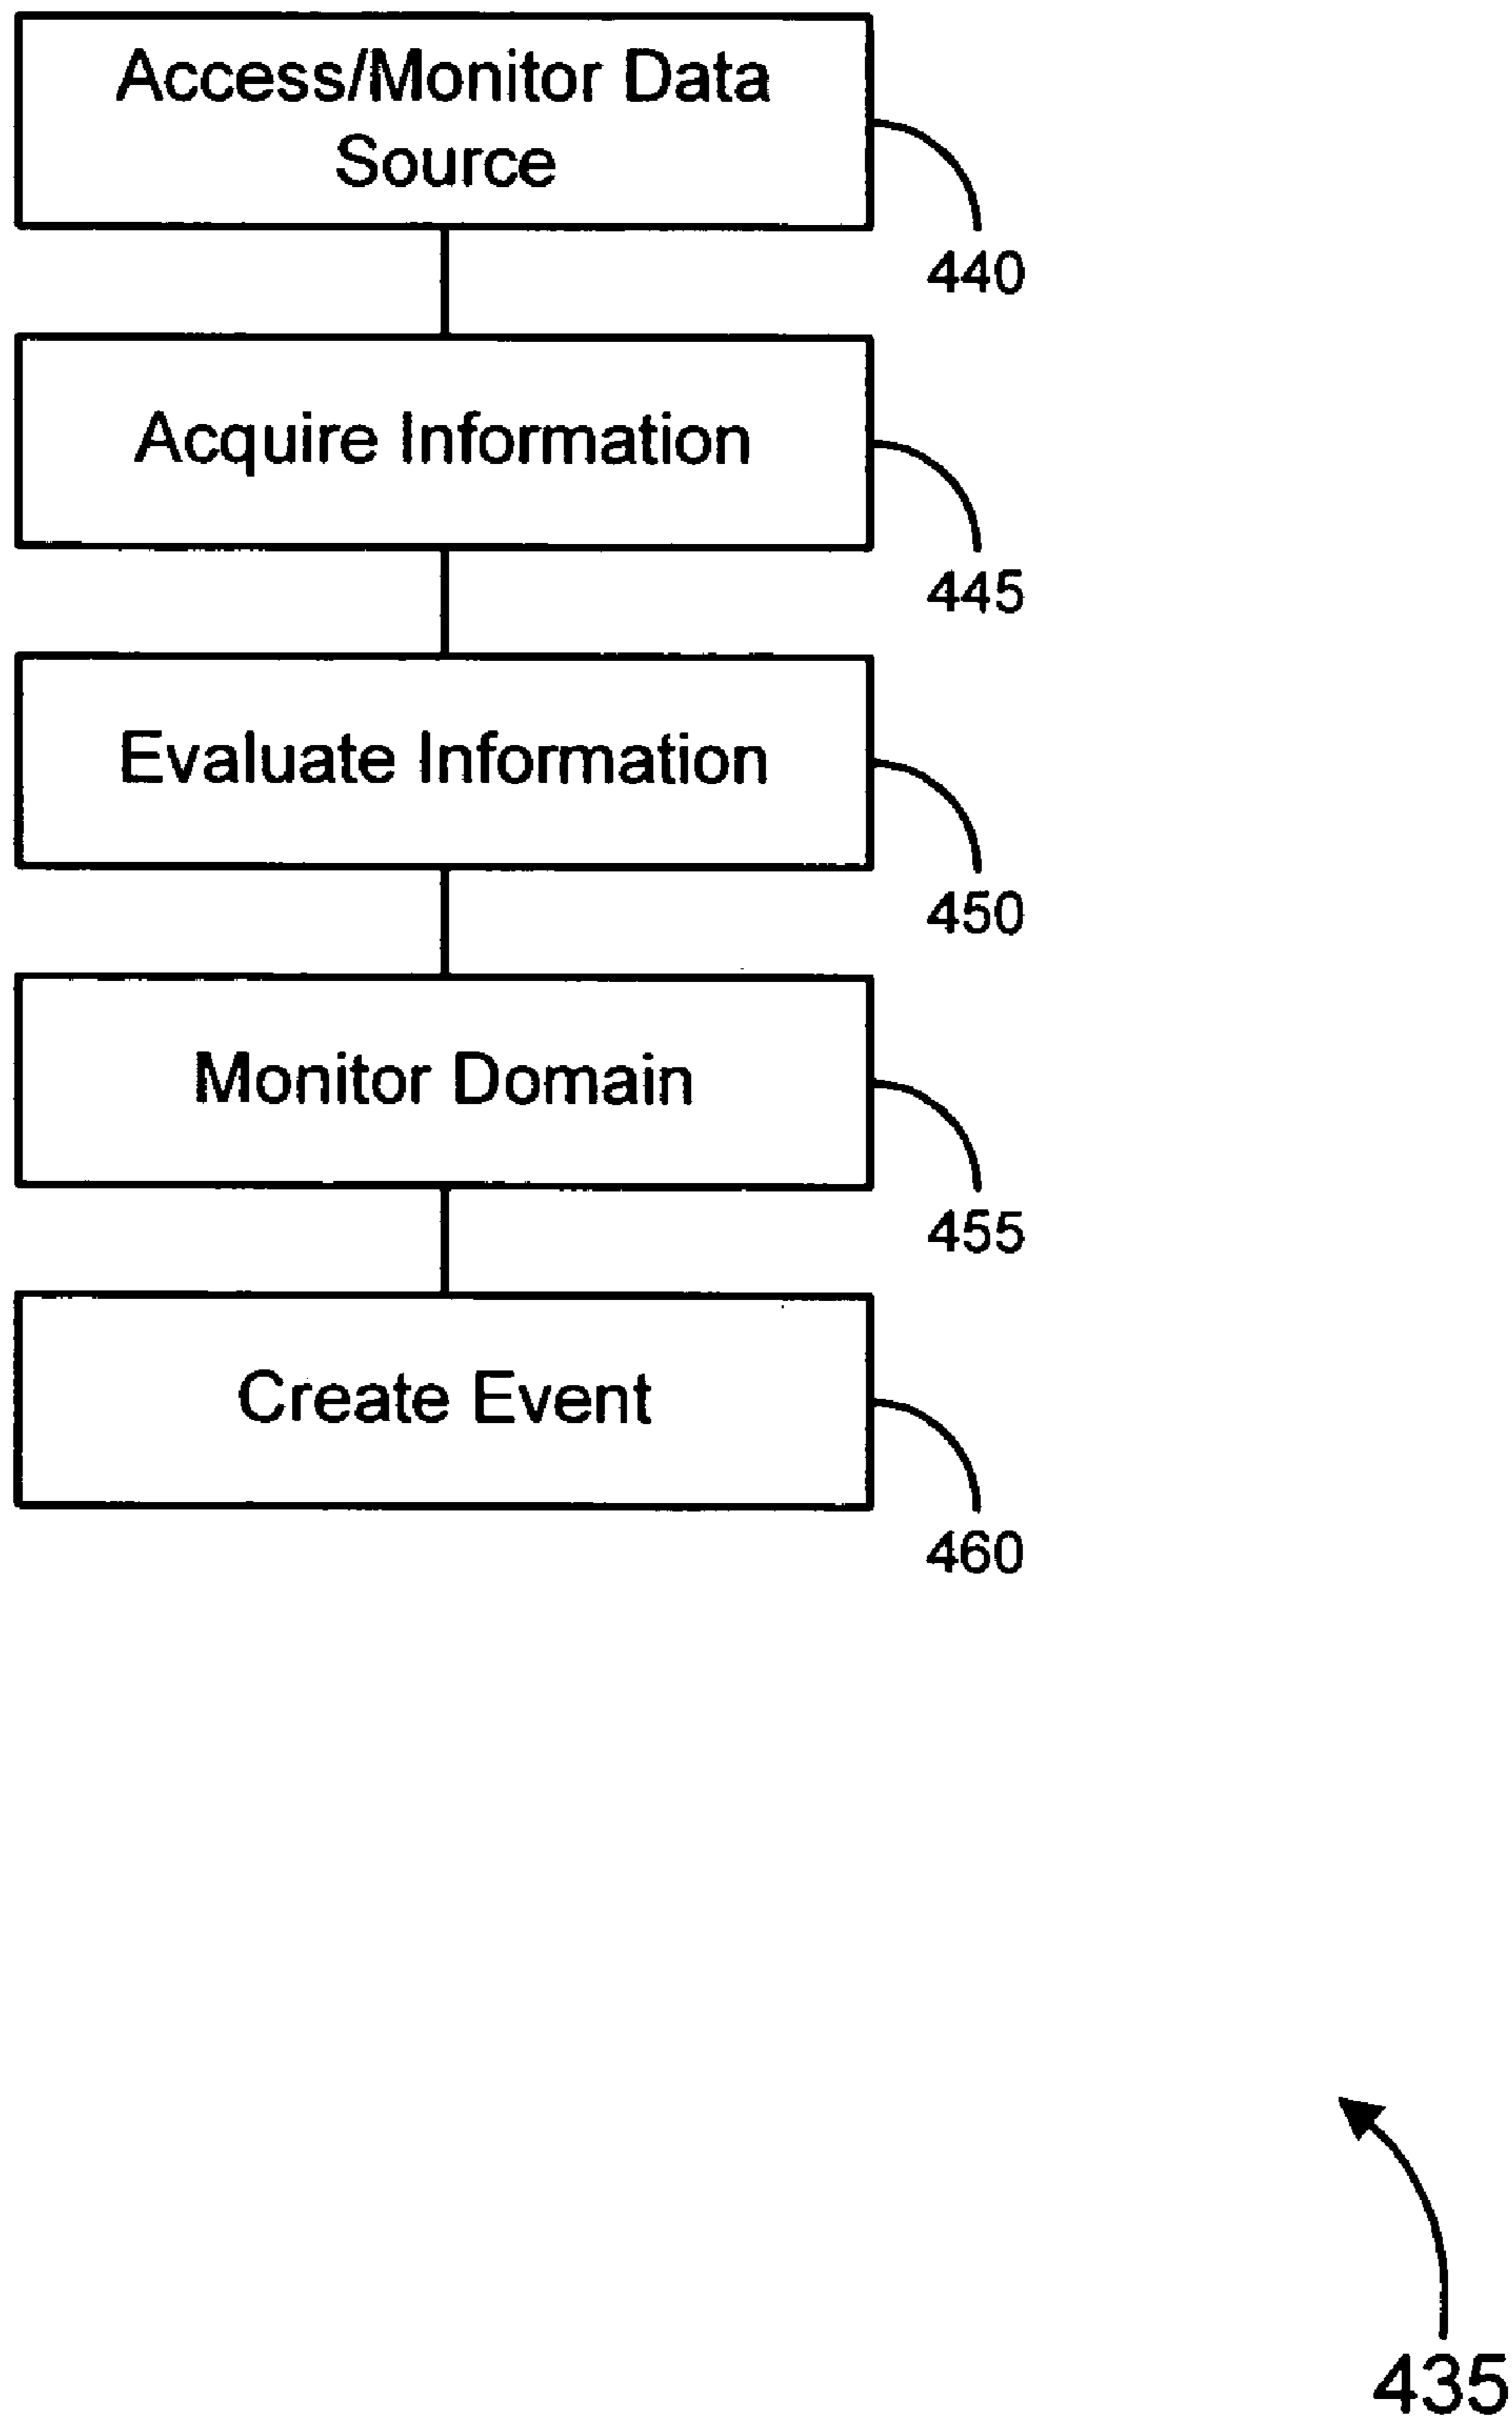 Access/Monitor Data
Source
440
Acquire Information
445
Evaluate Information
450
Monitor Domain
455
Create Event
460
435